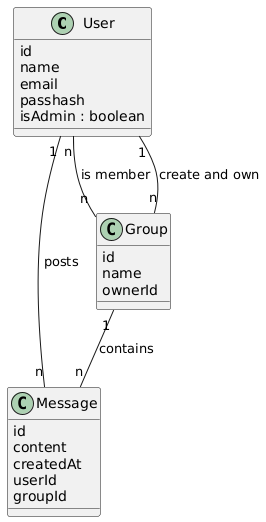 C User
id
name
email
passhash
isAdmin : boolean
1 n 1
is member create and own
n n
C Group
id
name
ownerId
posts
1
contains
n n
C Message
id
content
createdAt
userId
groupId